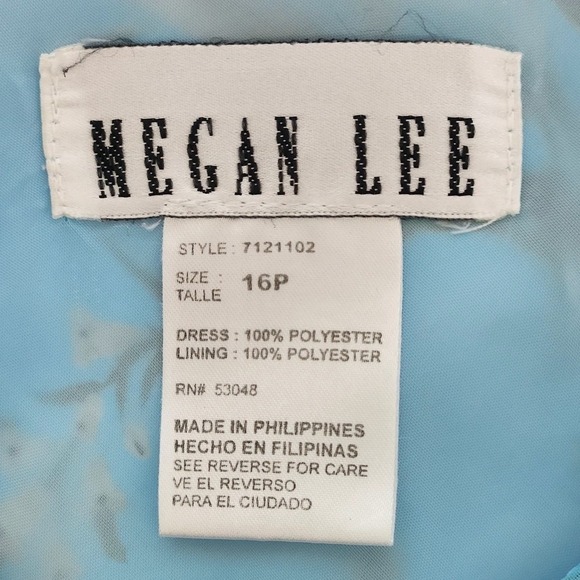 MEGAN LEE
STYLE : 7121102
SIZE : 16P
TALLE
DRESS : 100% POLYESTER
LINING : 100% POLYESTER
RN# 53048
MADE IN PHILIPPINES
HECHO EN FILIPINAS
SEE REVERSE FOR CARE
VE EL REVERSO
PARA EL CIUDADO